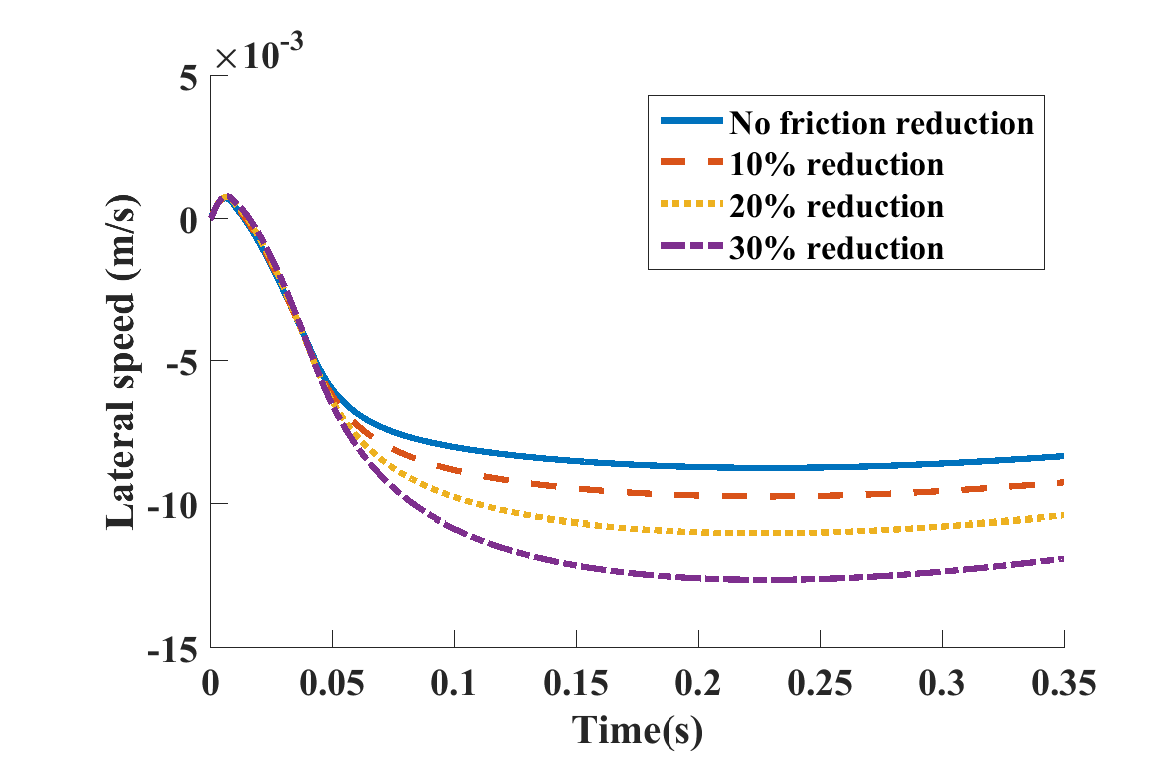 ×10-3
5
0
-5
-10
-15
Lateral speed (m/s)
No friction reduction
10% reduction
20% reduction
30% reduction
0 0.05 0.1 0.15 0.2 0.25 0.3 0.35
Time(s)